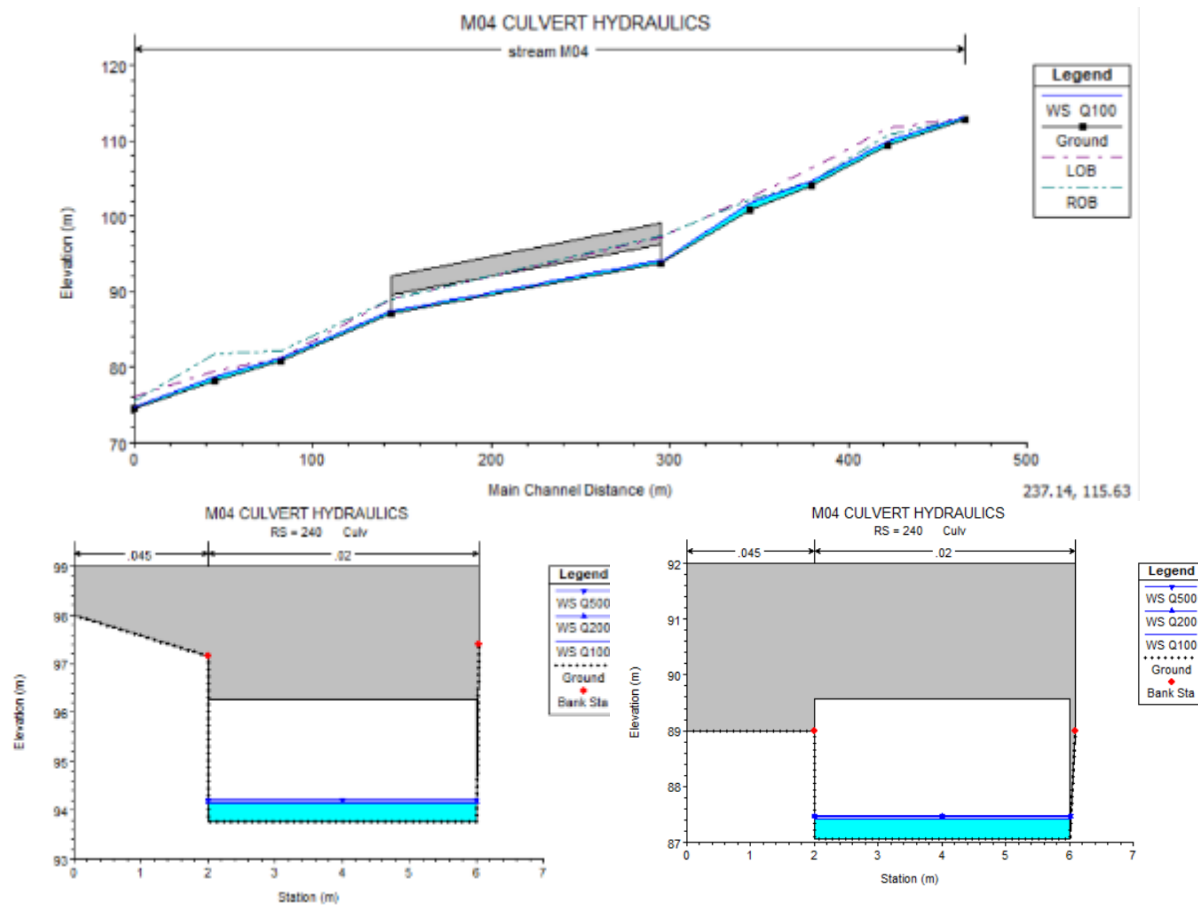 M04 CULVERT HYDRAULICS
stream M04
Legend
WS Q100
Ground
LOB
ROB
Elevation (m)
120
110
100
90
80
70
0 100 200 300 400 500
Main Channel Distance (m)
237.14, 115.63
M04 CULVERT HYDRAULICS
RS = 240 Culv
.045 .02
Legend
WS Q500
WS Q200
WS Q100
Ground
Bank Sta
Elevation (m)
99
98
97
96
95
94
93
0 1 2 3 4 5 6 7
Station (m)
M04 CULVERT HYDRAULICS
RS = 240 Culv
.045 .02
Legend
WS Q500
WS Q200
WS Q100
Ground
Bank Sta
Elevation (m)
92
91
90
89
88
87
0 1 2 3 4 5 6 7
Station (m)